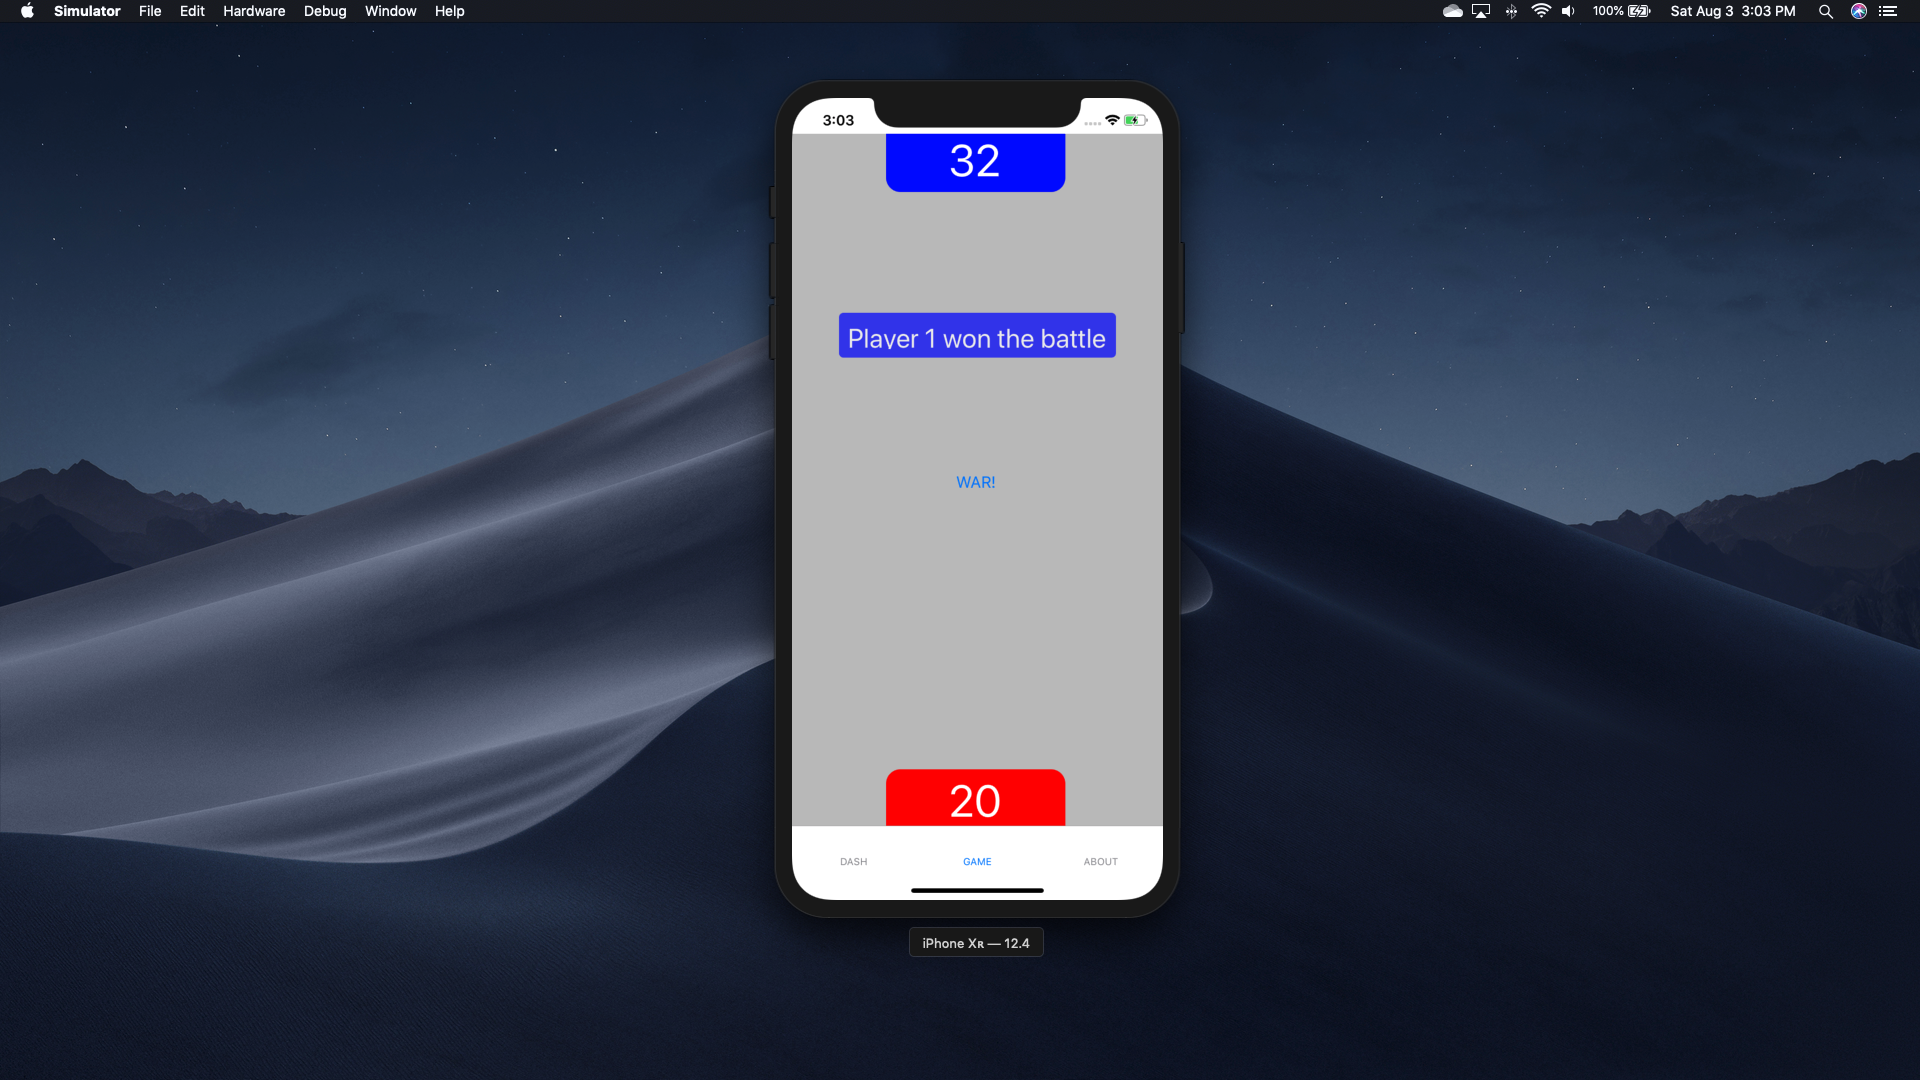 Simulator File Edit Hardware Debug Window Help 100% Sat Aug 3 3:03 PM
3:03
32
Player 1 won the battle
WAR!
20
DASH GAME ABOUT
iPhone Xʀ — 12.4